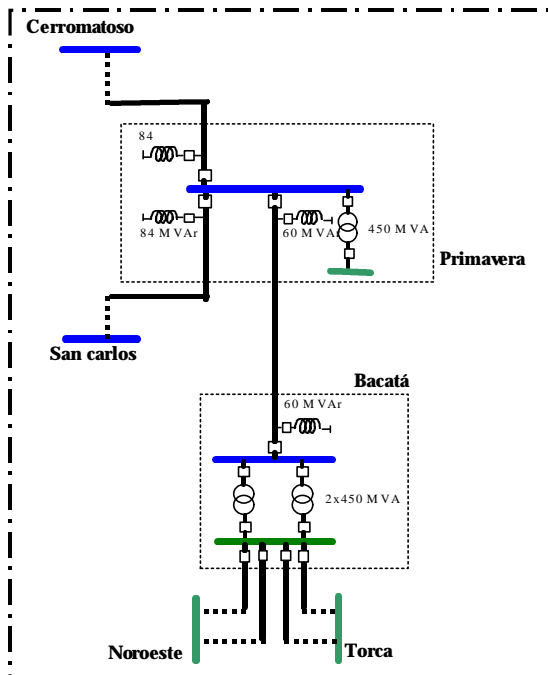 Cerromatoso
84
84 MVAr
60 MVAr
450 MVA
Primavera
San carlos
Bacatá
60 MVAr
2x450 MVA
Noroeste
Torca